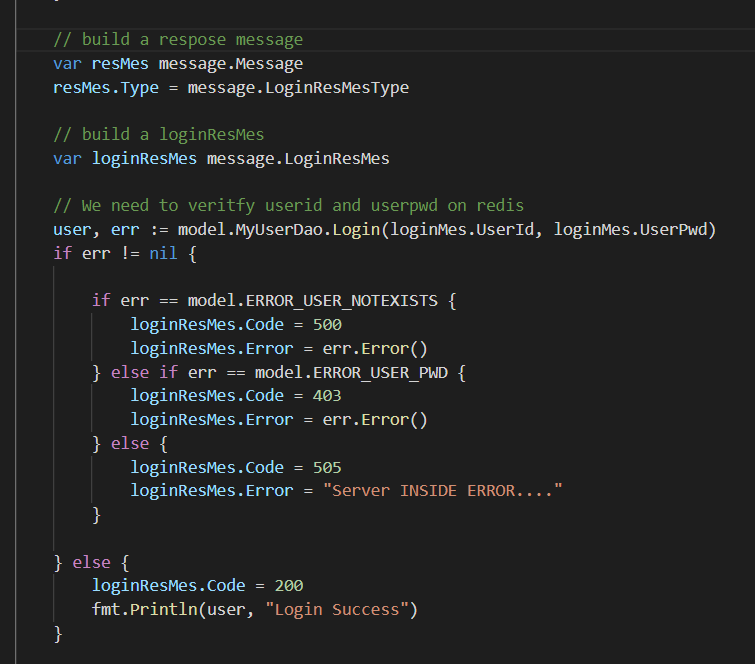 // build a respose message
var resMes message.Message
resMes.Type = message.LoginResMesType
// build a loginResMes
var loginResMes message.LoginResMes
// We need to veritfy userid and userpwd on redis
user, err := model.MyUserDao.Login(loginMes.UserId, loginMes.UserPwd)
if err != nil {
if err == model.ERROR_USER_NOTEXISTS {
loginResMes.Code = 500
loginResMes.Error = err.Error()
} else if err == model.ERROR_USER_PWD {
loginResMes.Code = 403
loginResMes.Error = err.Error()
} else {
loginResMes.Code = 505
loginResMes.Error = "Server INSIDE ERROR...."
}
} else {
loginResMes.Code = 200
fmt.Println(user, "Login Success")
}